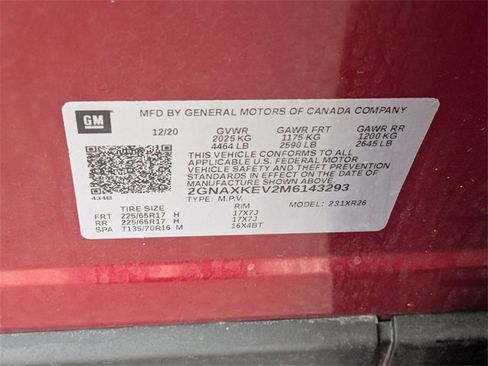 GM
MFD BY GENERAL MOTORS OF CANADA COMPANY
12/20 GVWR GAWR FRT GAWR RR
2025 KG 1175 KG 1200 KG
4464 LB 2590 LB 2645 LB
THIS VEHICLE CONFORMS TO ALL
APPLICABLE U.S. FEDERAL MOTOR
VEHICLE SAFETY AND THEFT PREVENTION
STANDARDS IN EFFECT ON THE DATE OF
MANUFACTURE SHOWN ABOVE.
434B 2GNAXKEV2M6143293
TYPE: M.P.V. MODEL: 231XR26
TIRE SIZE RIM
FRT 225/65R17 H 17X7J
RR 225/65R17 H 17X7J
SPA T135/70R16 M 16X4BT